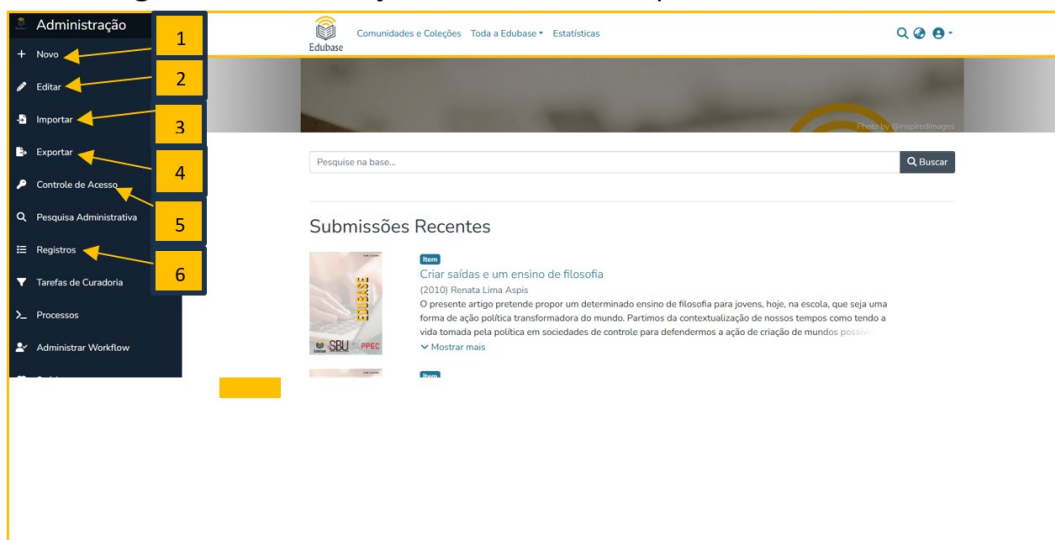 Administração
Novo
Editar
Importar
Exportar
Controle de Acesso
Pesquisa Administrativa
Registros
Tarefas de Curadoria
Processos
Administrar Workflow
1
2
3
4
5
6
Edubase
Comunidades e Coleções Toda a Edubase Estatísticas
Photo by @inspiredimages
Pesquise na base...
Buscar
Submissões Recentes
EDUBASE
SBU PPEC
Item
Criar saídas e um ensino de filosofia
(2010) Renata Lima Aspis
O presente artigo pretende propor um determinado ensino de filosofia para jovens, hoje, na escola, que seja uma
forma de ação política transformadora do mundo. Partimos da contextualização de nossos tempos como tendo a
vida tomada pela política em sociedades de controle para defendermos a ação de criação de mundos
Mostrar mais
Item